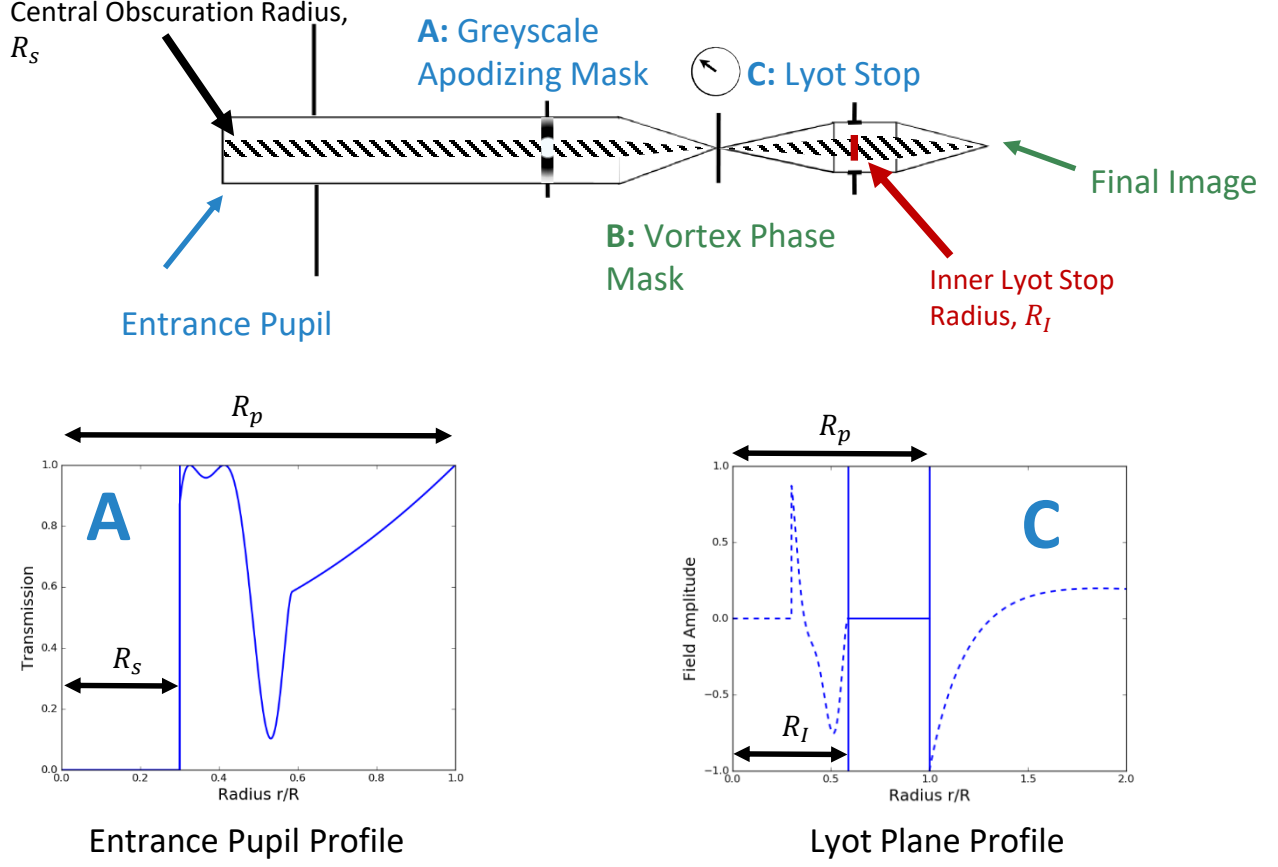 Central Obscuration Radius,
R_s
A: Greyscale
Apodizing Mask
C: Lyot Stop
Final Image
B: Vortex Phase
Mask
Inner Lyot Stop
Radius, R_I
Entrance Pupil
R_p
1.0
0.8
0.6
0.4
0.2
0.0
Transmission
A
R_s
0.0 0.2 0.4 0.6 0.8 1.0
Radius r/R
Entrance Pupil Profile
R_p
1.0
0.5
0.0
−0.5
−1.0
Field Amplitude
C
R_I
0.0 0.5 1.0 1.5 2.0
Radius r/R
Lyot Plane Profile